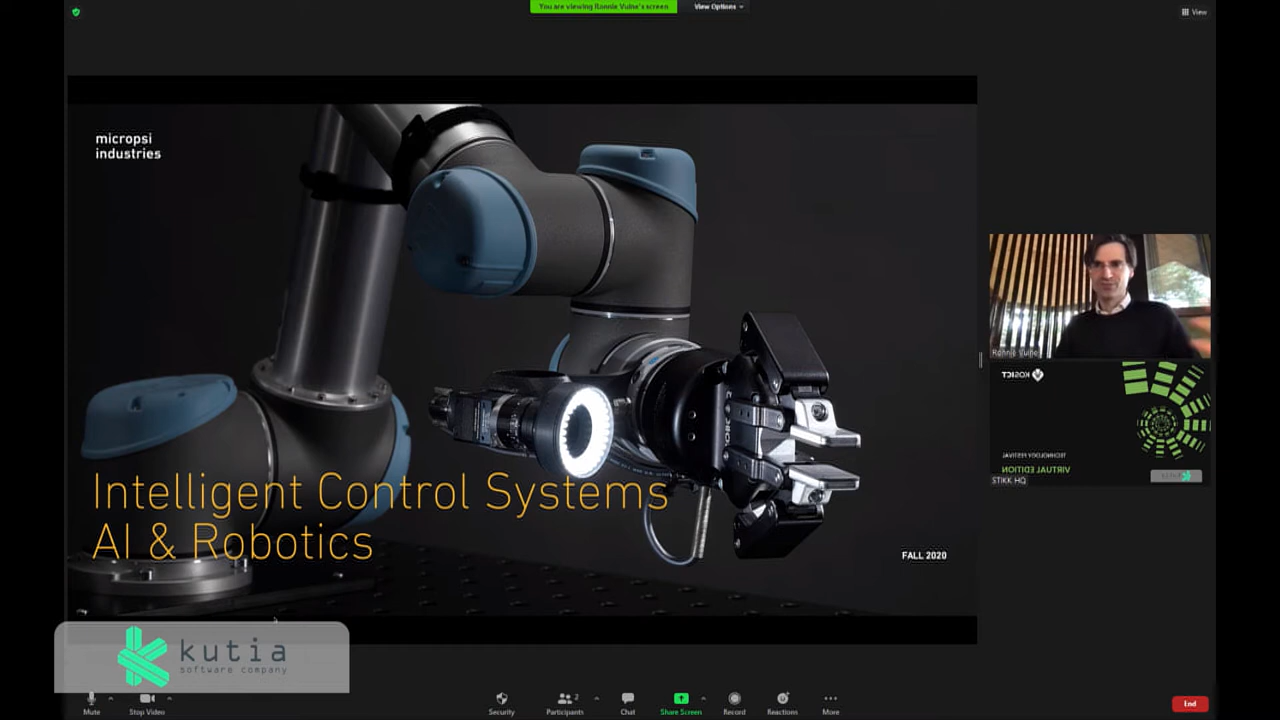 You are viewing Ronnie Vuine's screen
View Options
View
micropsi
industries
Intelligent Control Systems
AI & Robotics
FALL 2020
Ronnie Vuine
KOSICT
TECHNOLOGY FESTIVAL
VIRTUAL EDITION
STIKK HQ
kutia
software company
Mute
Stop Video
Security
Participants
2
Chat
Share Screen
Record
Reactions
More
End